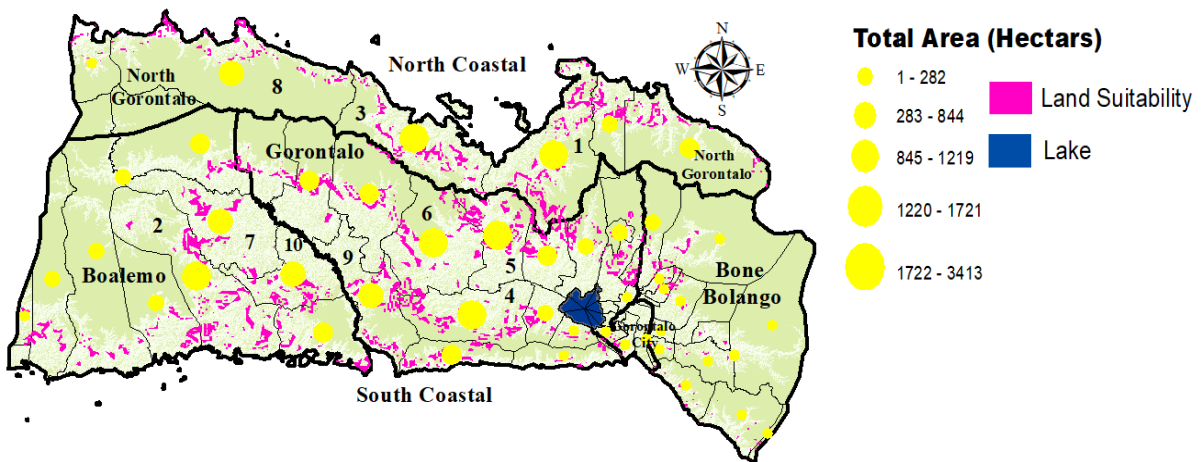 North Coastal
N
W E
S
North
Gorontalo
8
3
Gorontalo
1
North
Gorontalo
2
7
10
9
6
5
4
Boalemo
Bone
Bolango
Gorontalo
City
South Coastal
Total Area (Hectars)
1 - 282
283 - 844
845 - 1219
1220 - 1721
1722 - 3413
Land Suitability
Lake